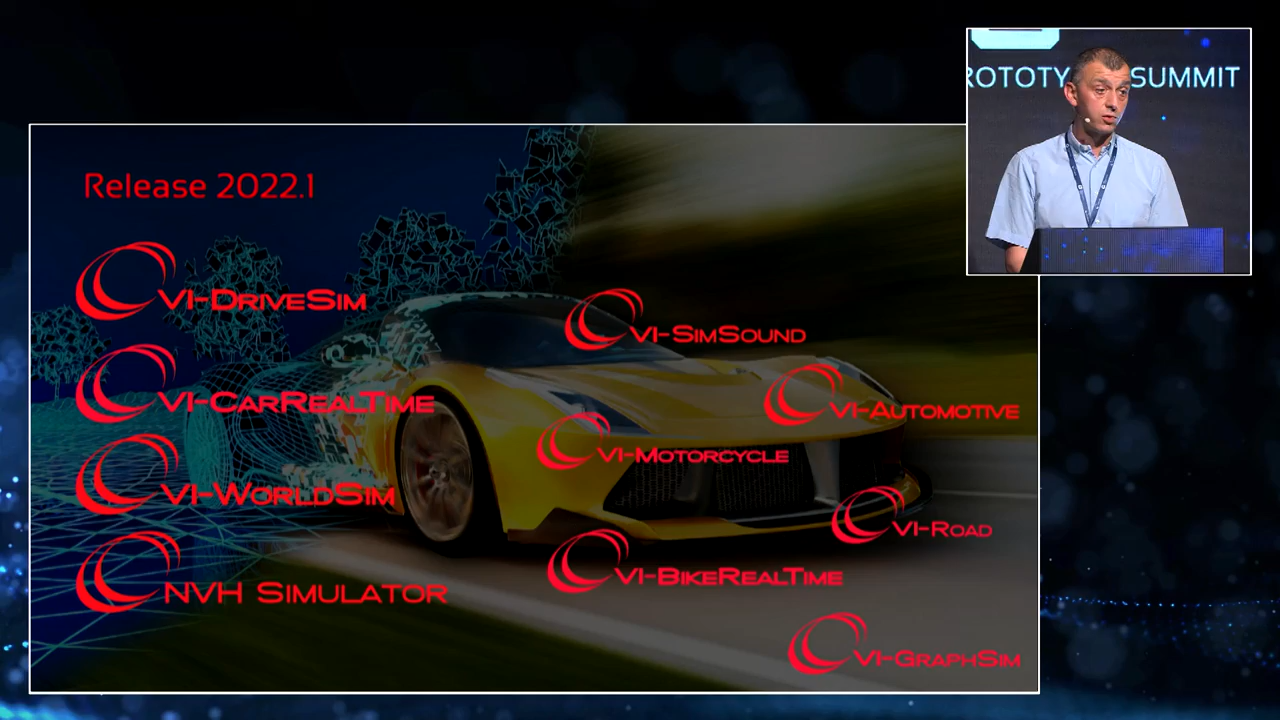 ROTOTY SUMMIT
Release 2022.1
VI-DriveSim
VI-CarRealTime
VI-WorldSim
NVH Simulator
VI-SimSound
VI-Automotive
VI-Motorcycle
VI-Road
VI-BikeRealTime
VI-GraphSim